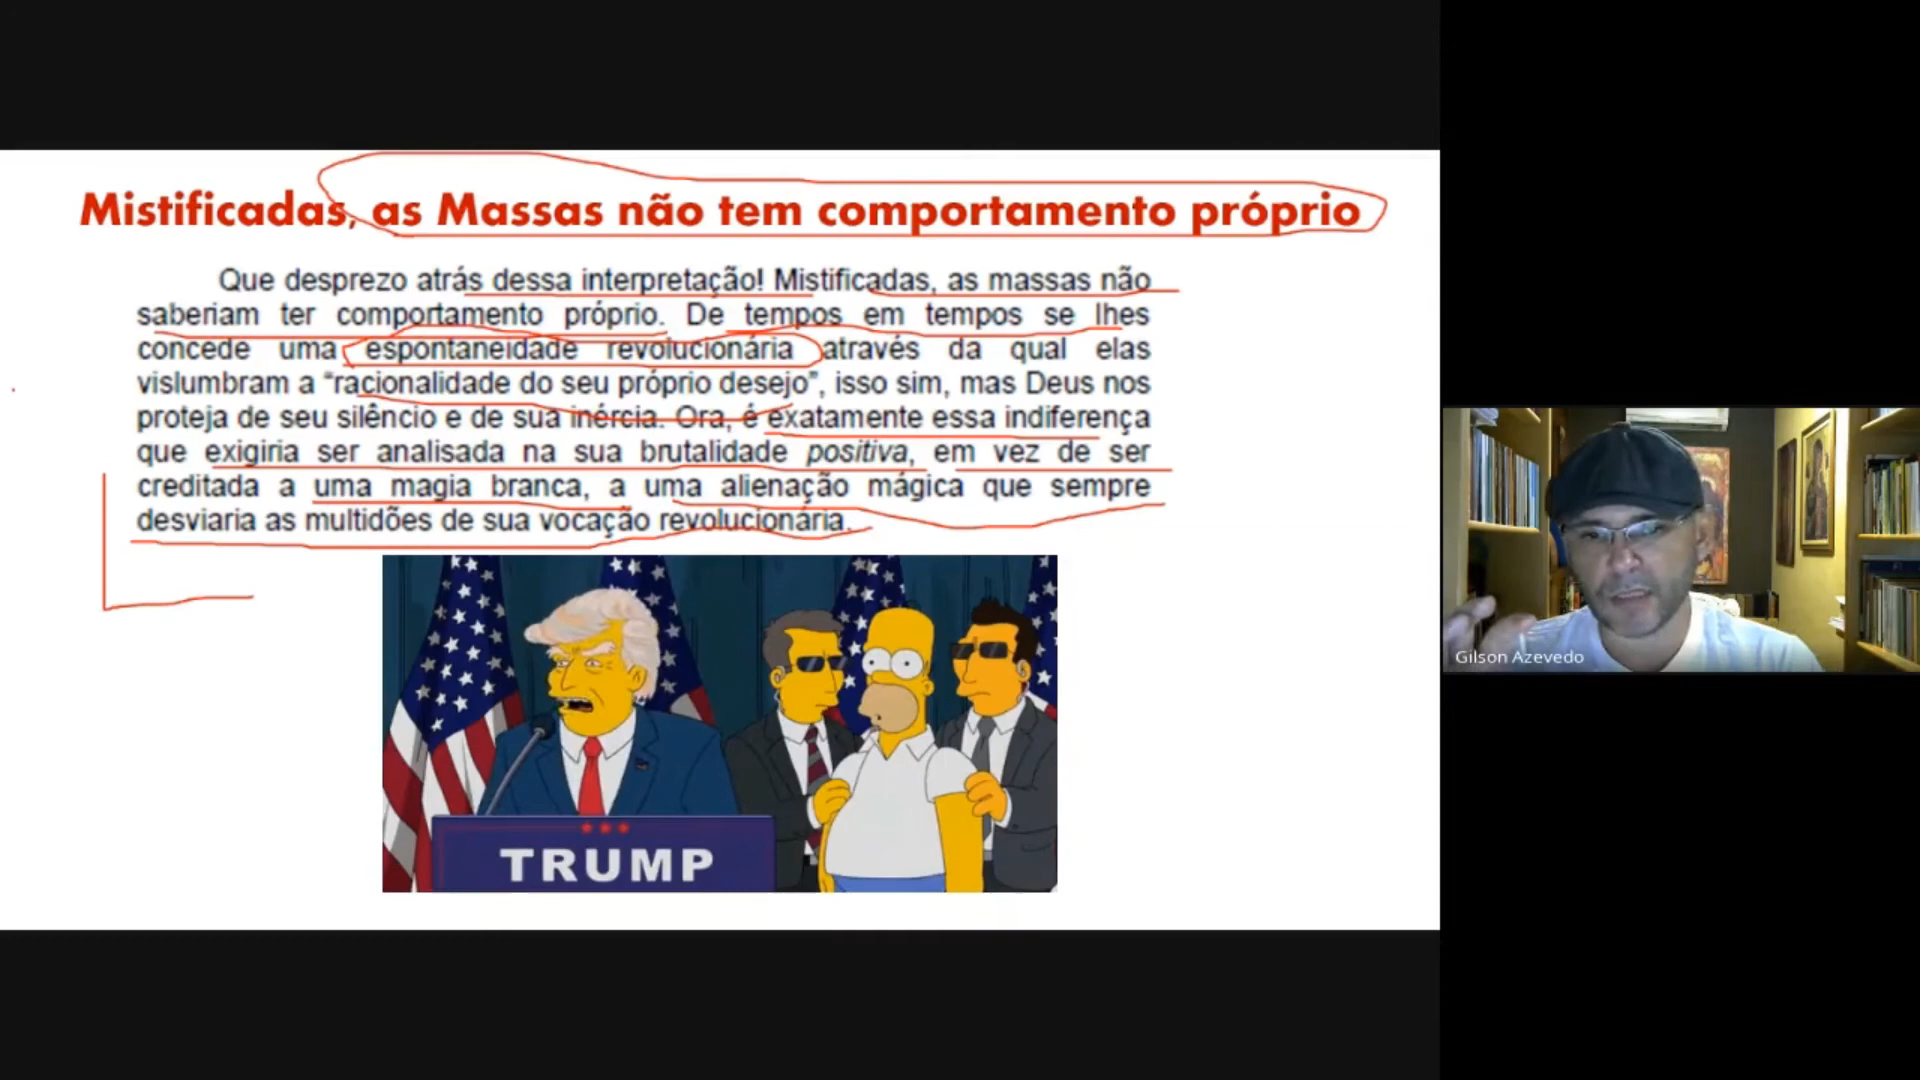 Mistificadas, as Massas não tem comportamento próprio
Que desprezo atrás dessa interpretação! Mistificadas, as massas não
saberiam ter comportamento próprio. De tempos em tempos se lhes
concede uma espontaneidade revolucionária através da qual elas
vislumbram a “racionalidade do seu próprio desejo”, isso sim, mas Deus nos
proteja de seu silêncio e de sua inércia. Ora, é exatamente essa indiferença
que exigiria ser analisada na sua brutalidade positiva, em vez de ser
creditada a uma magia branca, a uma alienação mágica que sempre
desviaria as multidões de sua vocação revolucionária.
TRUMP
Gilson Azevedo